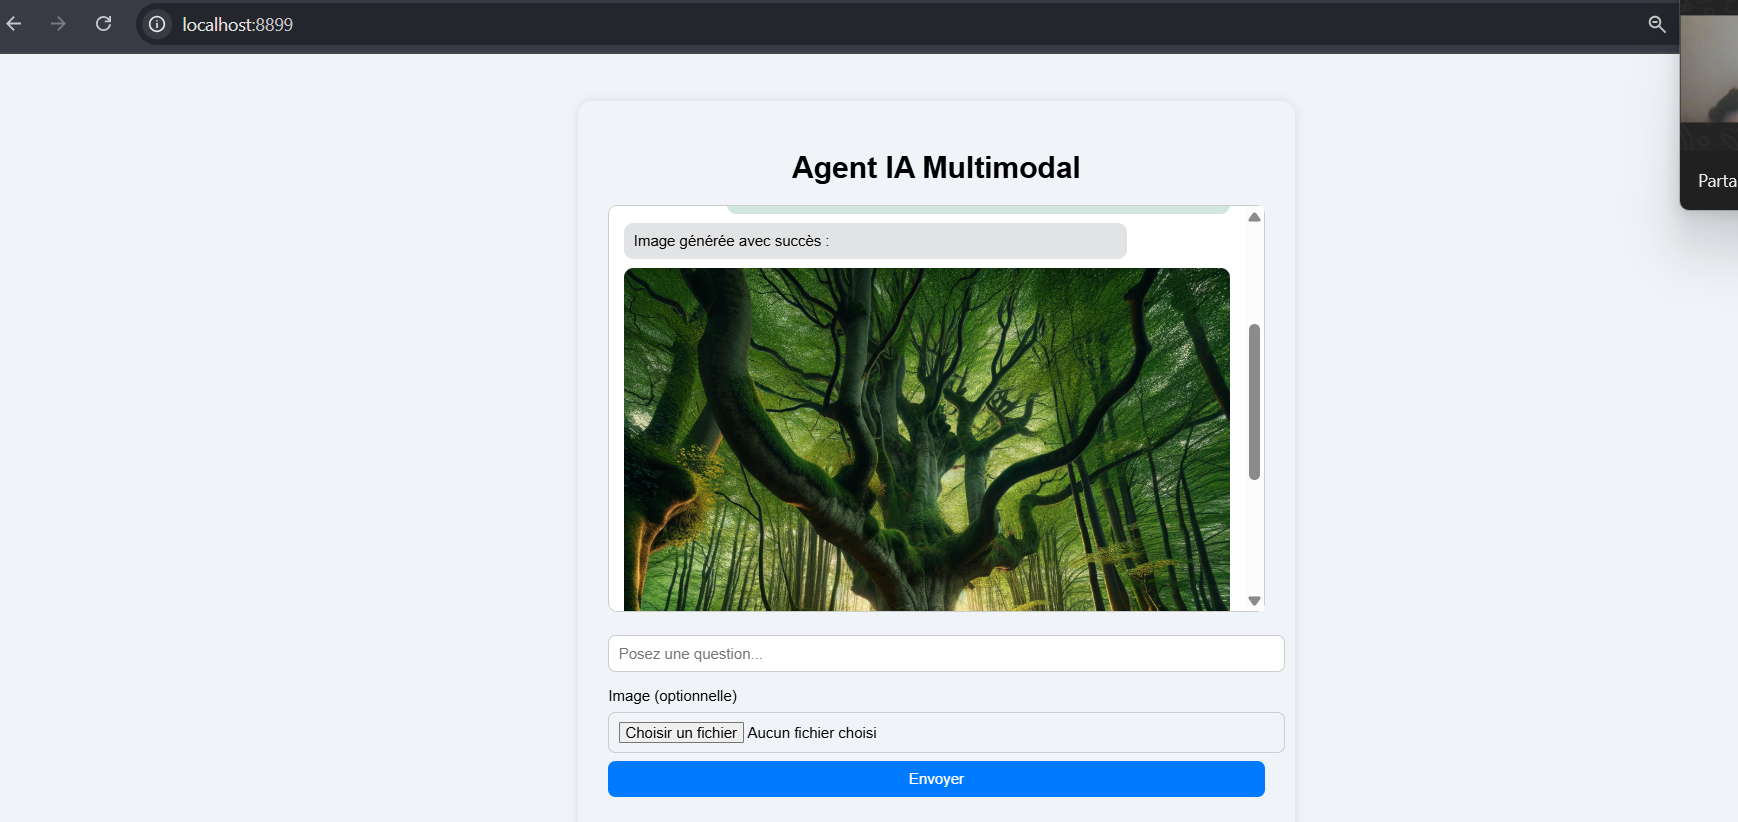 localhost:8899
Parta
Agent IA Multimodal
Image générée avec succès :
Posez une question...
Image (optionnelle)
Choisir un fichier Aucun fichier choisi
Envoyer